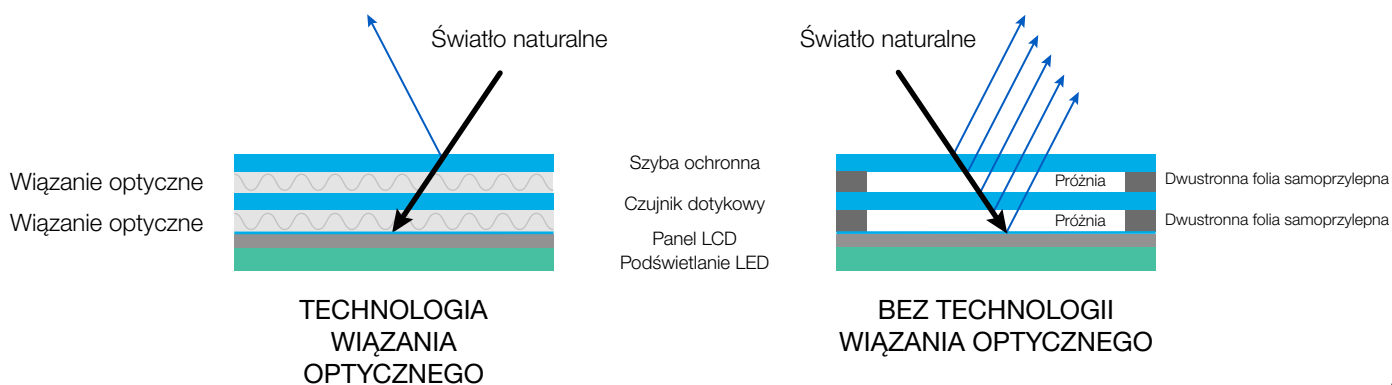 Światło naturalne
Światło naturalne
Wiązanie optyczne
Wiązanie optyczne
Szyba ochronna
Czujnik dotykowy
Panel LCD
Podświetlanie LED
Próżnia
Dwustronna folia samoprzylepna
Próżnia
Dwustronna folia samoprzylepna
TECHNOLOGIA
WIĄZANIA
OPTYCZNEGO
BEZ TECHNOLOGII
WIĄZANIA OPTYCZNEGO